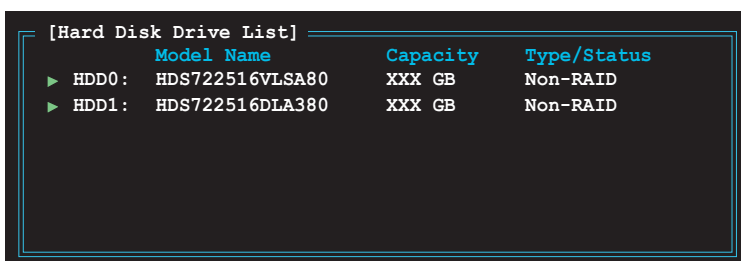 [Hard Disk Drive List]
Model Name Capacity Type/Status
HDD0: HDS722516VLSA80 XXX GB Non-RAID
HDD1: HDS722516DLA380 XXX GB Non-RAID